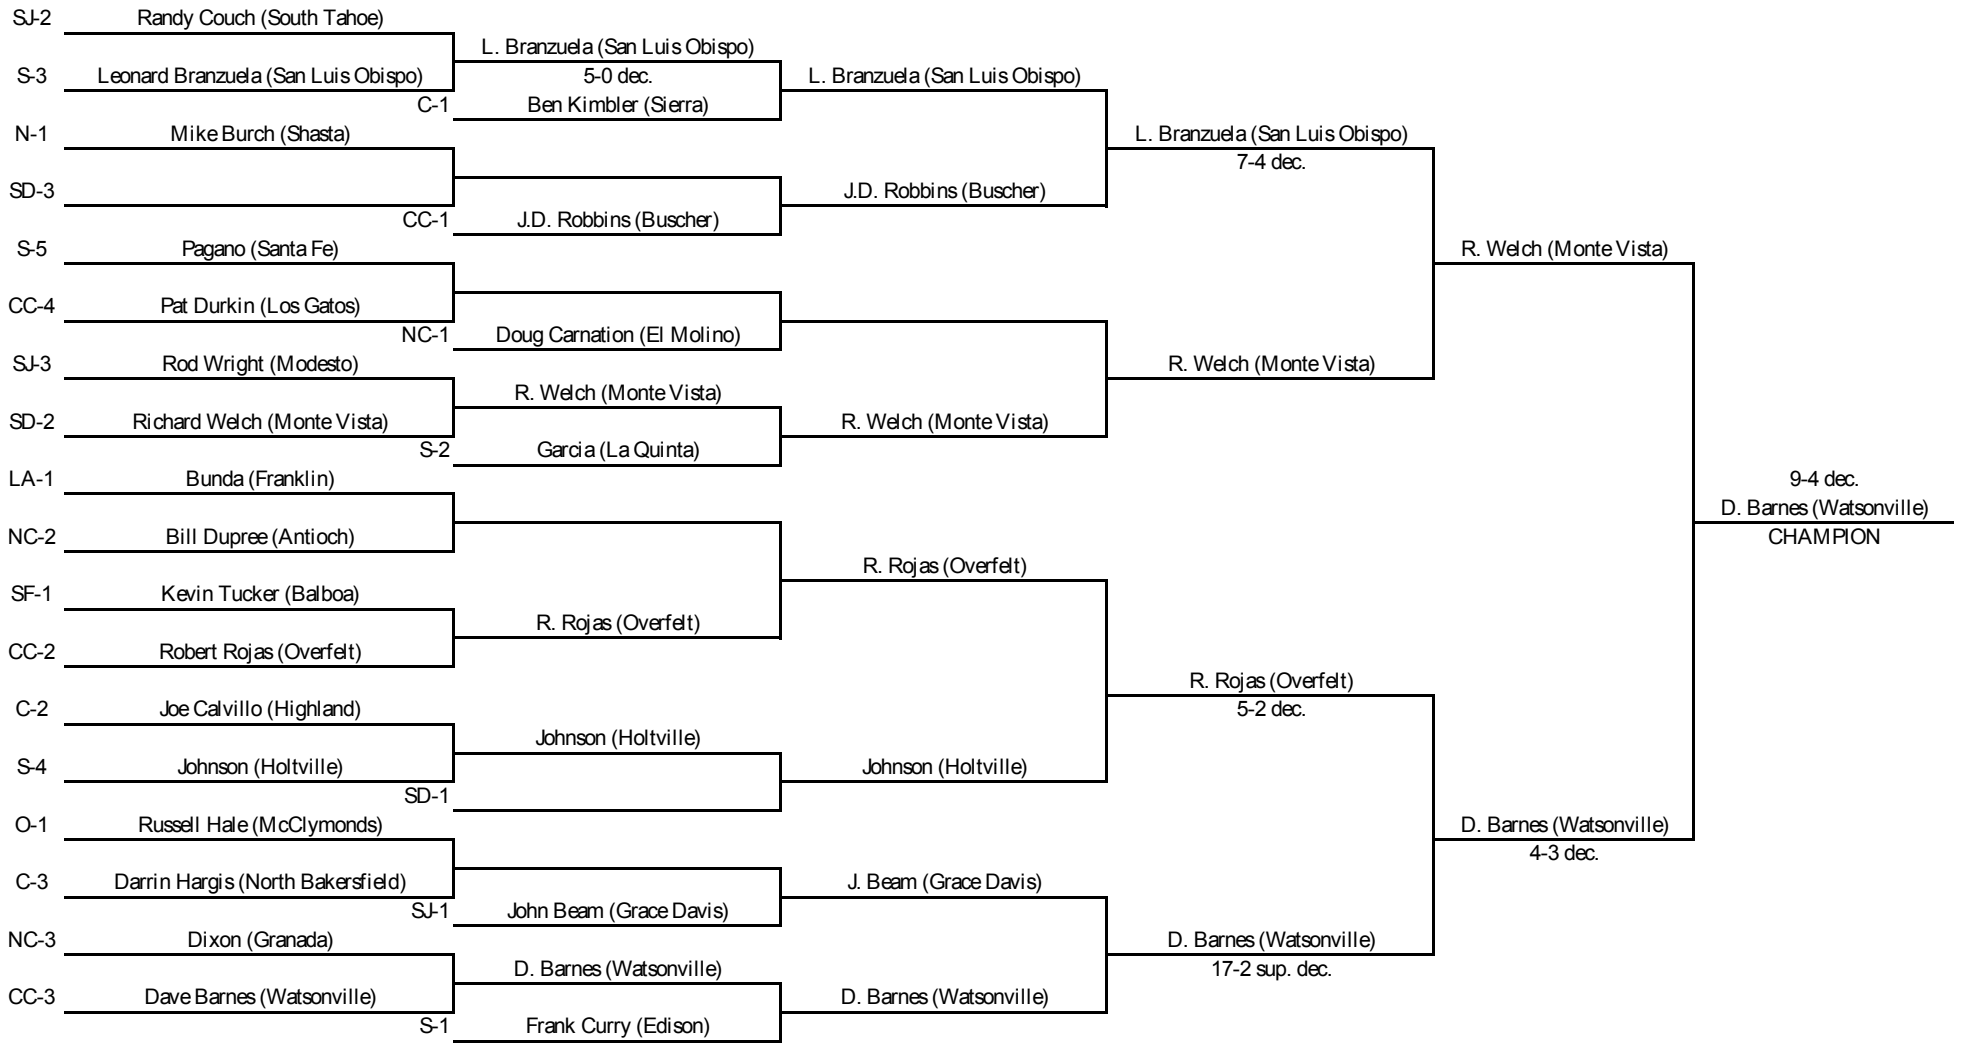 SJ-2 Randy Couch (South Tahoe)
L. Branzuela (San Luis Obispo)
S-3 Leonard Branzuela (San Luis Obispo) 5-0 dec. L. Branzuela (San Luis Obispo)
C-1 Ben Kimbler (Sierra)
N-1 Mike Burch (Shasta) L. Branzuela (San Luis Obispo)
7-4 dec.
SD-3 J.D. Robbins (Buscher)
CC-1 J.D. Robbins (Buscher)
S-5 Pagano (Santa Fe) R. Welch (Monte Vista)
CC-4 Pat Durkin (Los Gatos)
NC-1 Doug Carnation (El Molino)
SJ-3 Rod Wright (Modesto) R. Welch (Monte Vista)
R. Welch (Monte Vista)
SD-2 Richard Welch (Monte Vista) R. Welch (Monte Vista)
S-2 Garcia (La Quinta)
LA-1 Bunda (Franklin) 9-4 dec.
D. Barnes (Watsonville)
NC-2 Bill Dupree (Antioch) CHAMPION
R. Rojas (Overfelt)
SF-1 Kevin Tucker (Balboa)
R. Rojas (Overfelt)
CC-2 Robert Rojas (Overfelt)
R. Rojas (Overfelt)
C-2 Joe Calvillo (Highland) 5-2 dec.
Johnson (Holtville)
S-4 Johnson (Holtville) Johnson (Holtville)
SD-1
O-1 Russell Hale (McClymonds) D. Barnes (Watsonville)
4-3 dec.
C-3 Darrin Hargis (North Bakersfield) J. Beam (Grace Davis)
SJ-1 John Beam (Grace Davis)
NC-3 Dixon (Granada) D. Barnes (Watsonville)
D. Barnes (Watsonville) 17-2 sup. dec.
CC-3 Dave Barnes (Watsonville) D. Barnes (Watsonville)
S-1 Frank Curry (Edison)